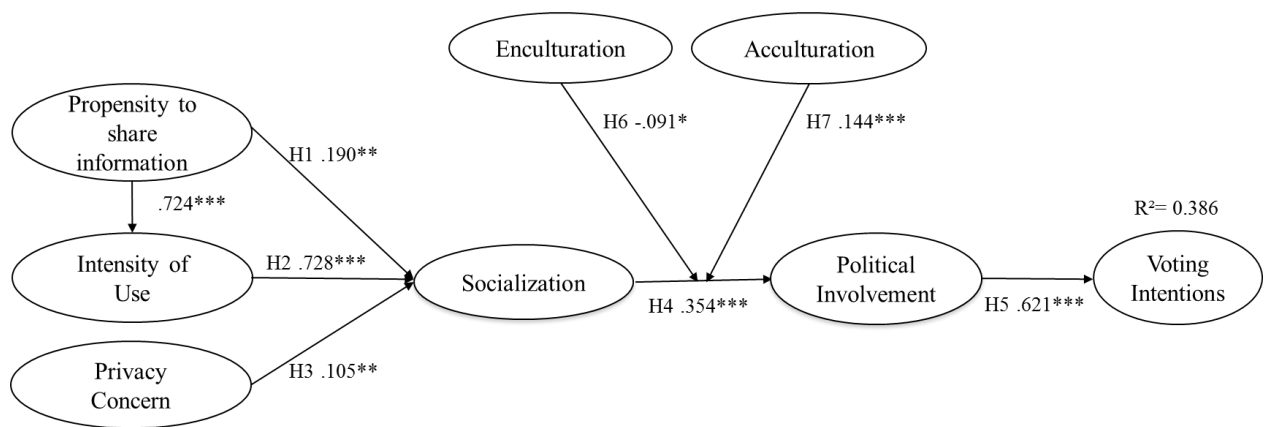 Enculturation
Acculturation
Propensity to
share
information
H6 -.091*
H7 .144***
H1 .190**
.724***
R²= 0.386
Intensity of
Use
H2 .728***
Socialization
H4 .354***
Political
Involvement
H5 .621***
Voting
Intentions
H3 .105**
Privacy
Concern